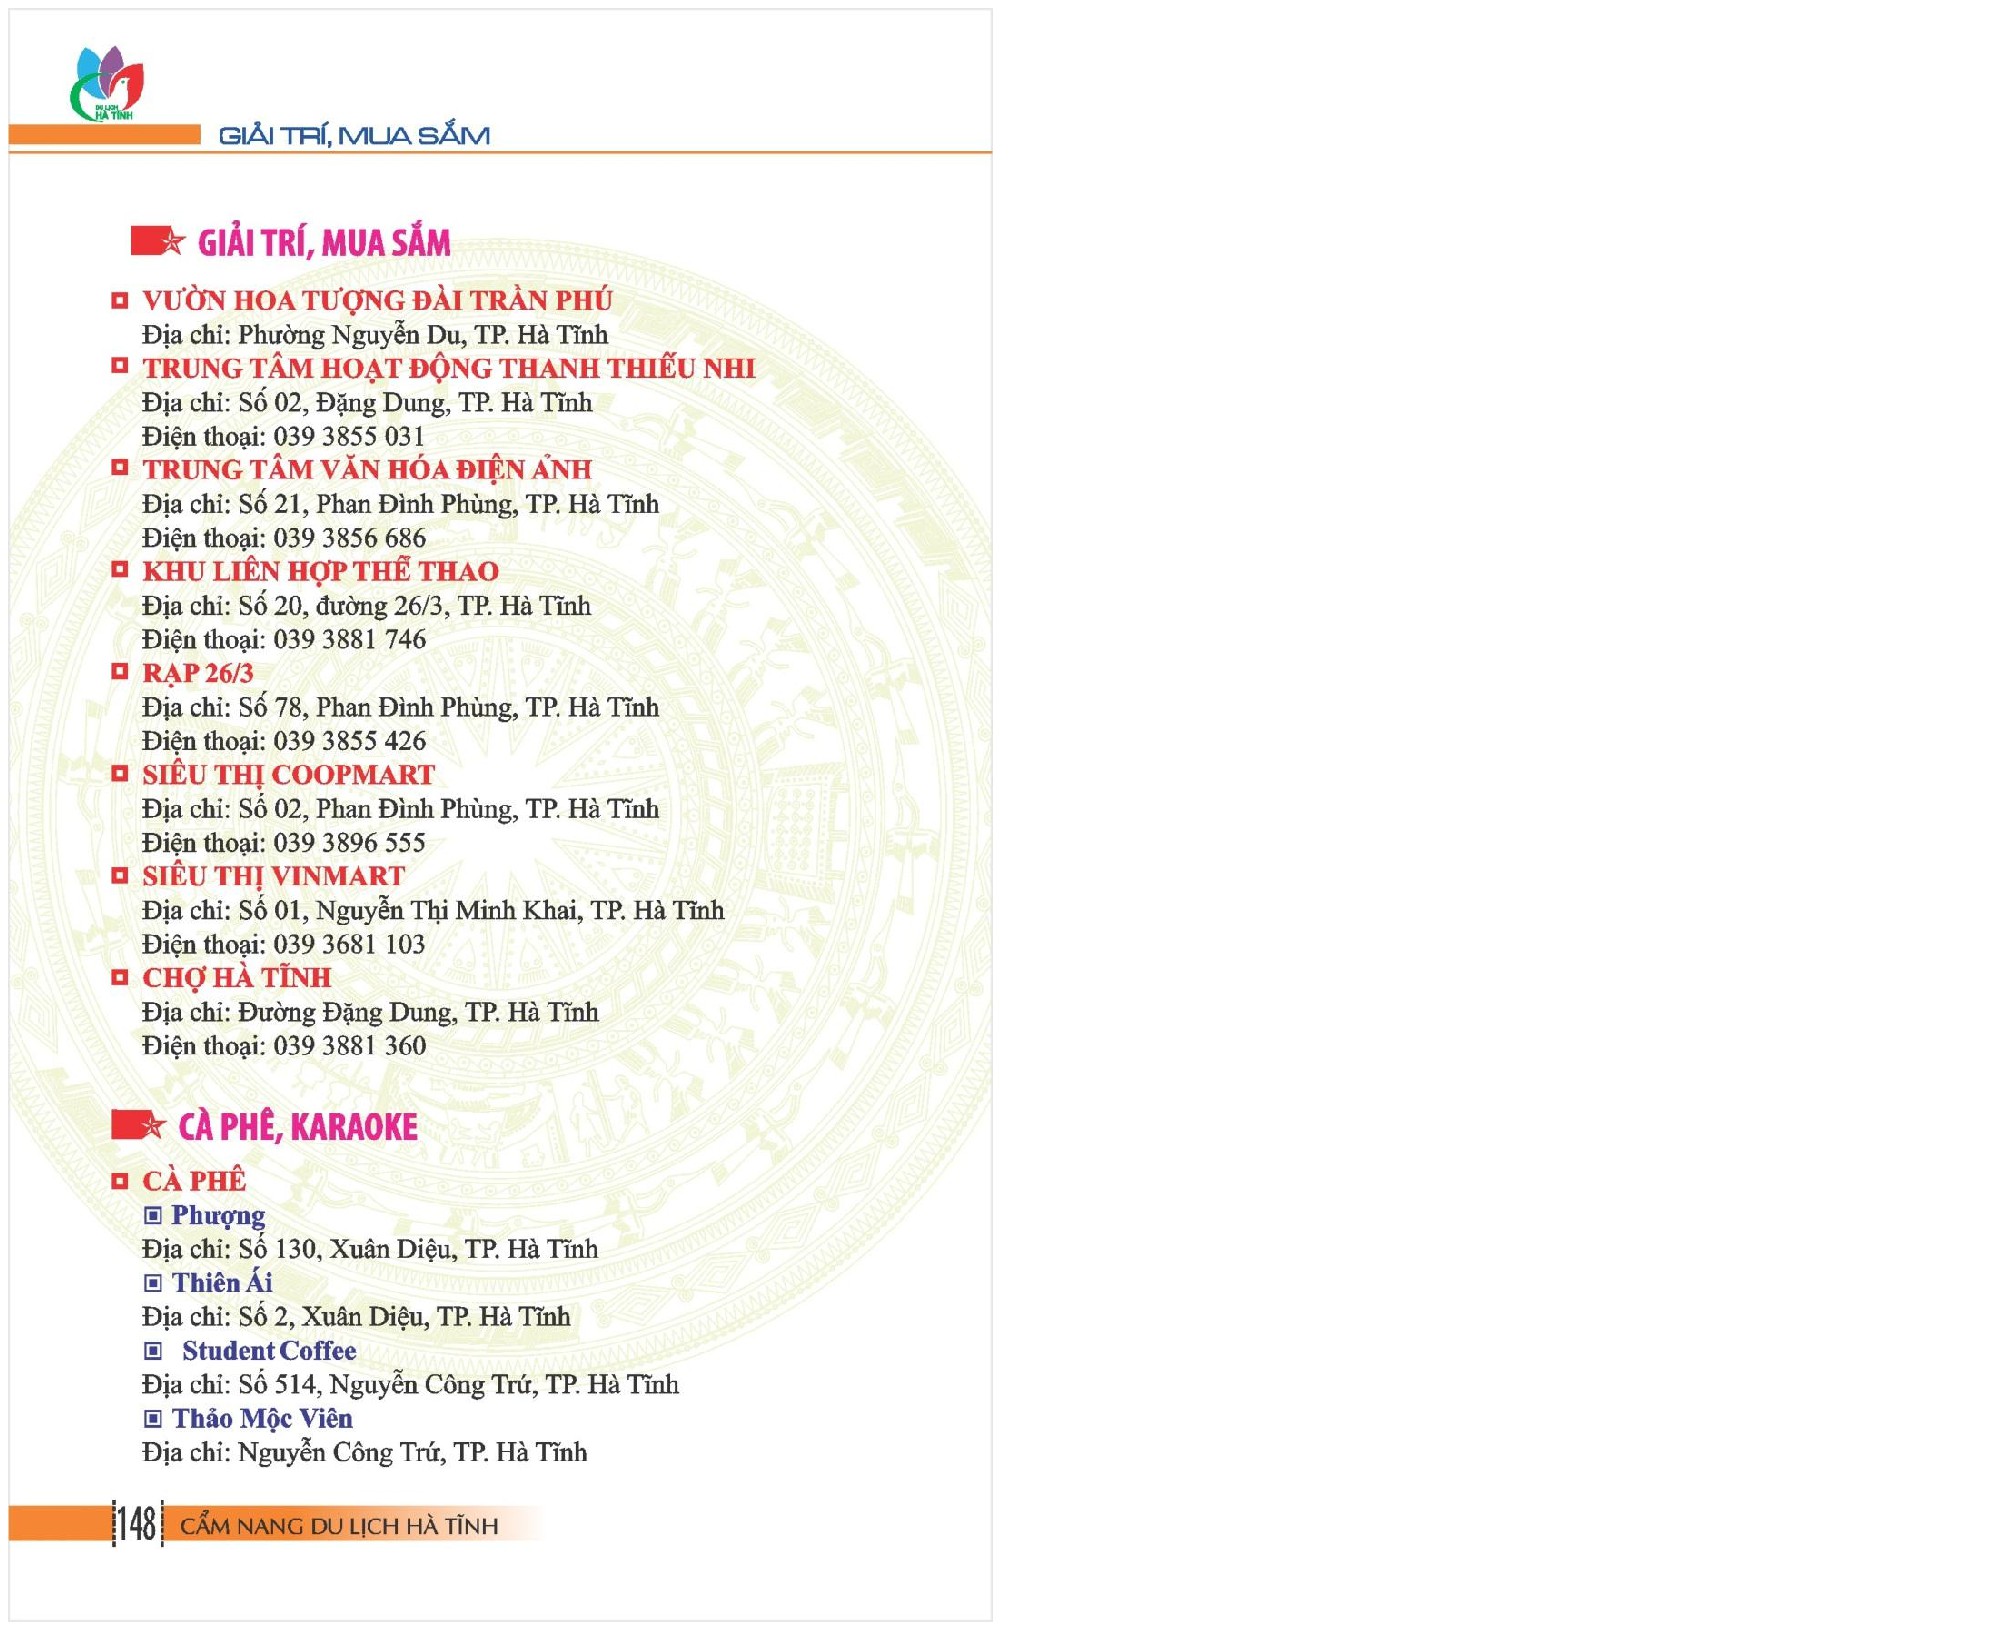 DU LỊCH
HÀ TĨNH
GIẢI TRÍ, MUA SẮM
GIẢI TRÍ, MUA SẮM
VƯỜN HOA TƯỢNG ĐÀI TRẦN PHÚ
Địa chỉ: Phường Nguyễn Du, TP. Hà Tĩnh
TRUNG TÂM HOẠT ĐỘNG THANH THIẾU NHI
Địa chỉ: Số 02, Đặng Dung, TP. Hà Tĩnh
Điện thoại: 039 3855 031
TRUNG TÂM VĂN HÓA ĐIỆN ẢNH
Địa chỉ: Số 21, Phan Đình Phùng, TP. Hà Tĩnh
Điện thoại: 039 3856 686
KHU LIÊN HỢP THỂ THAO
Địa chỉ: Số 20, đường 26/3, TP. Hà Tĩnh
Điện thoại: 039 3881 746
RẠP 26/3
Địa chỉ: Số 78, Phan Đình Phùng, TP. Hà Tĩnh
Điện thoại: 039 3855 426
SIÊU THỊ COOPMART
Địa chỉ: Số 02, Phan Đình Phùng, TP. Hà Tĩnh
Điện thoại: 039 3896 555
SIÊU THỊ VINMART
Địa chỉ: Số 01, Nguyễn Thị Minh Khai, TP. Hà Tĩnh
Điện thoại: 039 3681 103
CHỢ HÀ TĨNH
Địa chỉ: Đường Đặng Dung, TP. Hà Tĩnh
Điện thoại: 039 3881 360
CÀ PHÊ, KARAOKE
CÀ PHÊ
Phượng
Địa chỉ: Số 130, Xuân Diệu, TP. Hà Tĩnh
Thiên Ái
Địa chỉ: Số 2, Xuân Diệu, TP. Hà Tĩnh
Student Coffee
Địa chỉ: Số 514, Nguyễn Công Trứ, TP. Hà Tĩnh
Thảo Mộc Viên
Địa chỉ: Nguyễn Công Trứ, TP. Hà Tĩnh
148 CẨM NANG DU LỊCH HÀ TĨNH